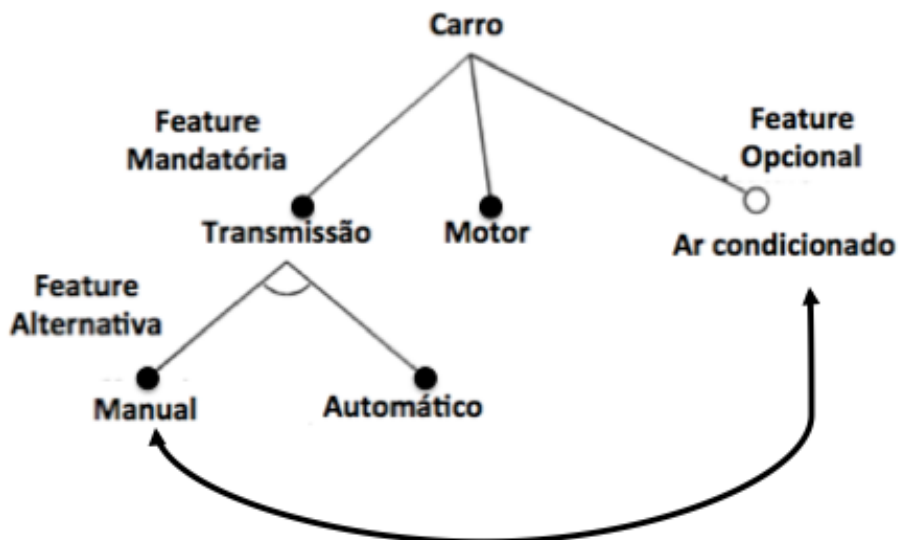 Carro
Feature
Mandatória
Feature
Opcional
Transmissão
Motor
Ar condicionado
Feature
Alternativa
Manual
Automático